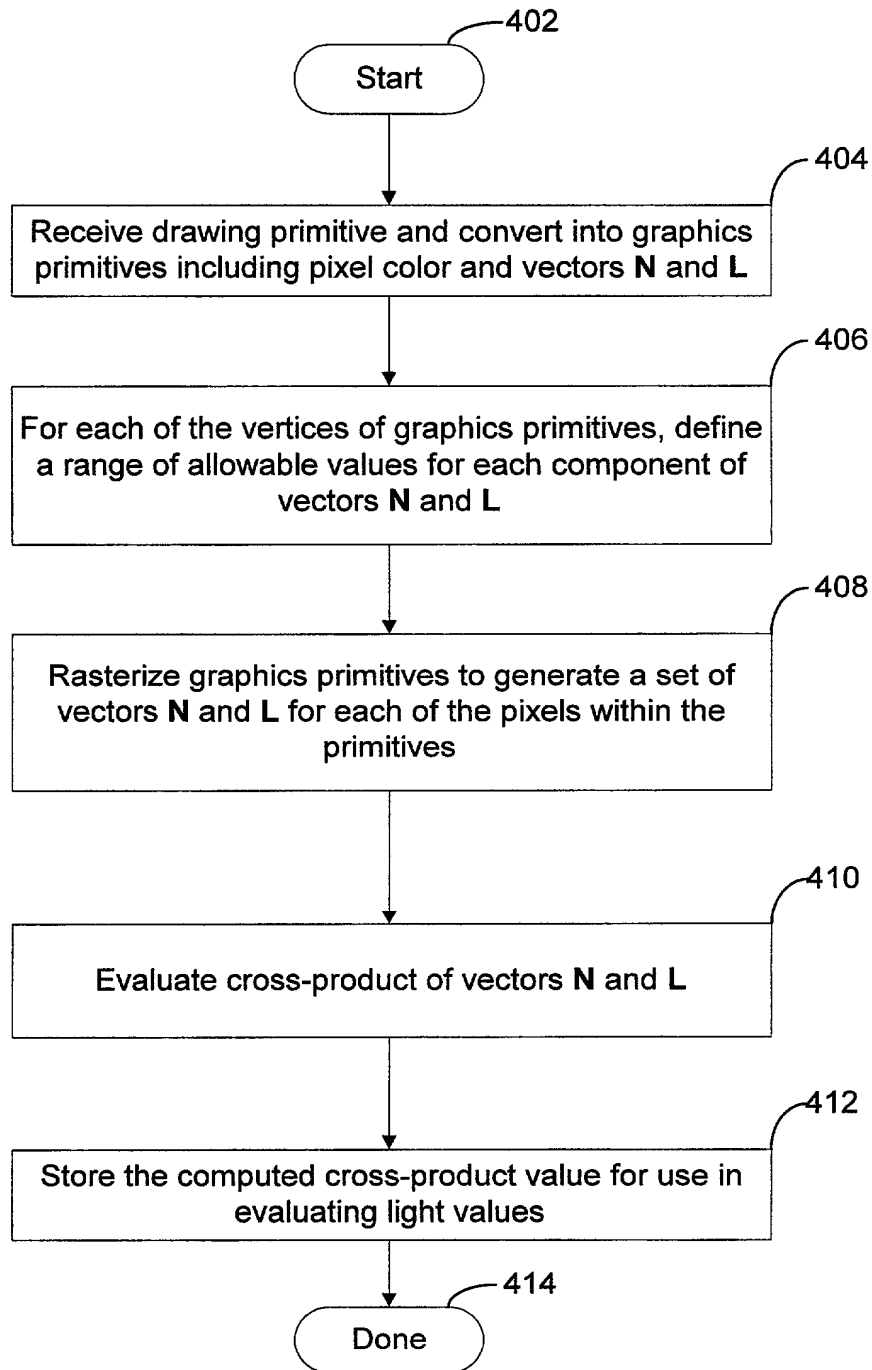 402
Start
404
Receive drawing primitive and convert into graphics
primitives including pixel color and vectors N and L
406
For each of the vertices of graphics primitives, define
a range of allowable values for each component of
vectors N and L
408
Rasterize graphics primitives to generate a set of
vectors N and L for each of the pixels within the
primitives
410
Evaluate cross-product of vectors N and L
412
Store the computed cross-product value for use in
evaluating light values
414
Done